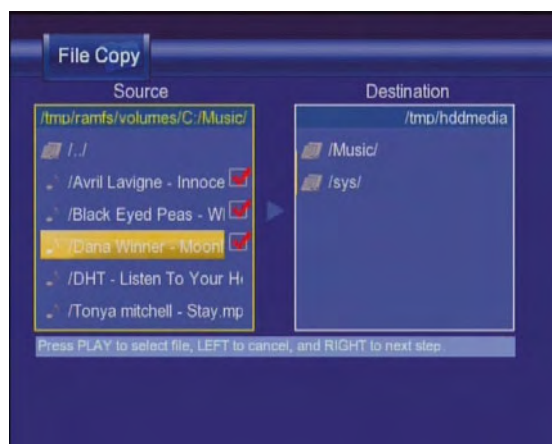 File Copy
Source
Destination
/tmp/ramfs/volumes/C:/Music/
/../
/Avril Lavigne - Innoce
/Black Eyed Peas - W
/Dana Winner - Moonl
/DHT - Listen To Your H
/Tonya mitchell - Stay.mp
/tmp/hddmedia
/Music/
/sys/
Press PLAY to select file, LEFT to cancel, and RIGHT to next step.